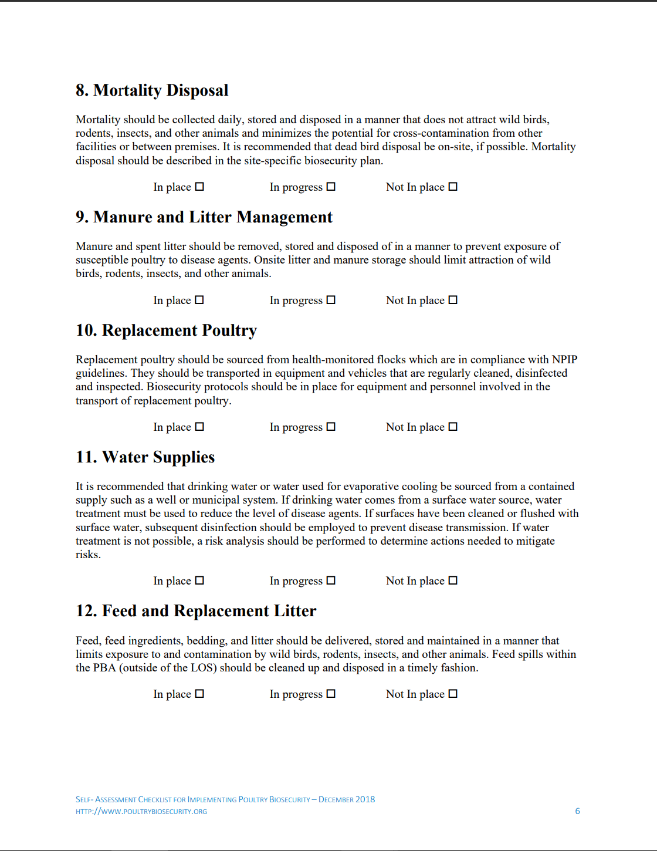 8. Mortality Disposal
Mortality should be collected daily, stored and disposed in a manner that does not attract wild birds,
rodents, insects, and other animals and minimizes the potential for cross-contamination from other
facilities or between premises. It is recommended that dead bird disposal be on-site, if possible. Mortality
disposal should be described in the site-specific biosecurity plan.
In place ☐ In progress ☐ Not In place ☐
9. Manure and Litter Management
Manure and spent litter should be removed, stored and disposed of in a manner to prevent exposure of
susceptible poultry to disease agents. Onsite litter and manure storage should limit attraction of wild
birds, rodents, insects, and other animals.
In place ☐ In progress ☐ Not In place ☐
10. Replacement Poultry
Replacement poultry should be sourced from health-monitored flocks which are in compliance with NPIP
guidelines. They should be transported in equipment and vehicles that are regularly cleaned, disinfected
and inspected. Biosecurity protocols should be in place for equipment and personnel involved in the
transport of replacement poultry.
In place ☐ In progress ☐ Not In place ☐
11. Water Supplies
It is recommended that drinking water or water used for evaporative cooling be sourced from a contained
supply such as a well or municipal system. If drinking water comes from a surface water source, water
treatment must be used to reduce the level of disease agents. If surfaces have been cleaned or flushed with
surface water, subsequent disinfection should be employed to prevent disease transmission. If water
treatment is not possible, a risk analysis should be performed to determine actions needed to mitigate
risks.
In place ☐ In progress ☐ Not In place ☐
12. Feed and Replacement Litter
Feed, feed ingredients, bedding, and litter should be delivered, stored and maintained in a manner that
limits exposure to and contamination by wild birds, rodents, insects, and other animals. Feed spills within
the PBA (outside of the LOS) should be cleaned up and disposed in a timely fashion.
In place ☐ In progress ☐ Not In place ☐
SELF- ASSESSMENT CHECKLIST FOR IMPLEMENTING POULTRY BIOSECURITY – DECEMBER 2018
HTTP://WWW.POULTRYBIOSECURITY.ORG 6